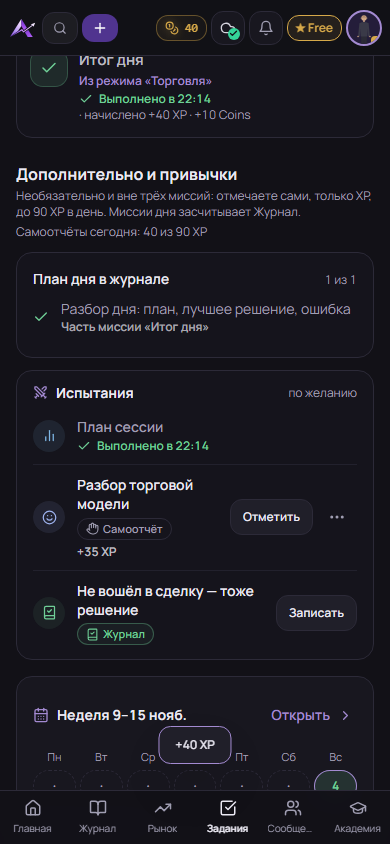 40
Free
Итог дня
Из режима «Торговля»
Выполнено в 22:14
· начислено +40 XP · +10 Coins
Дополнительно и привычки
Необязательно и вне трёх миссий: отмечаете сами, только XP,
до 90 XP в день. Миссии дня засчитывает Журнал.
Самоотчёты сегодня: 40 из 90 XP
План дня в журнале
1 из 1
Разбор дня: план, лучшее решение, ошибка
Часть миссии «Итог дня»
Испытания
по желанию
План сессии
Выполнено в 22:14
Разбор торговой
модели
Самоотчёт
+35 XP
Отметить
Не вошёл в сделку — тоже
решение
Журнал
Записать
Неделя 9–15 нояб.
Открыть
+40 XP
Пн Вт Ср Пт Сб Вс
4
Главная Журнал Рынок Задания Сообще... Академия